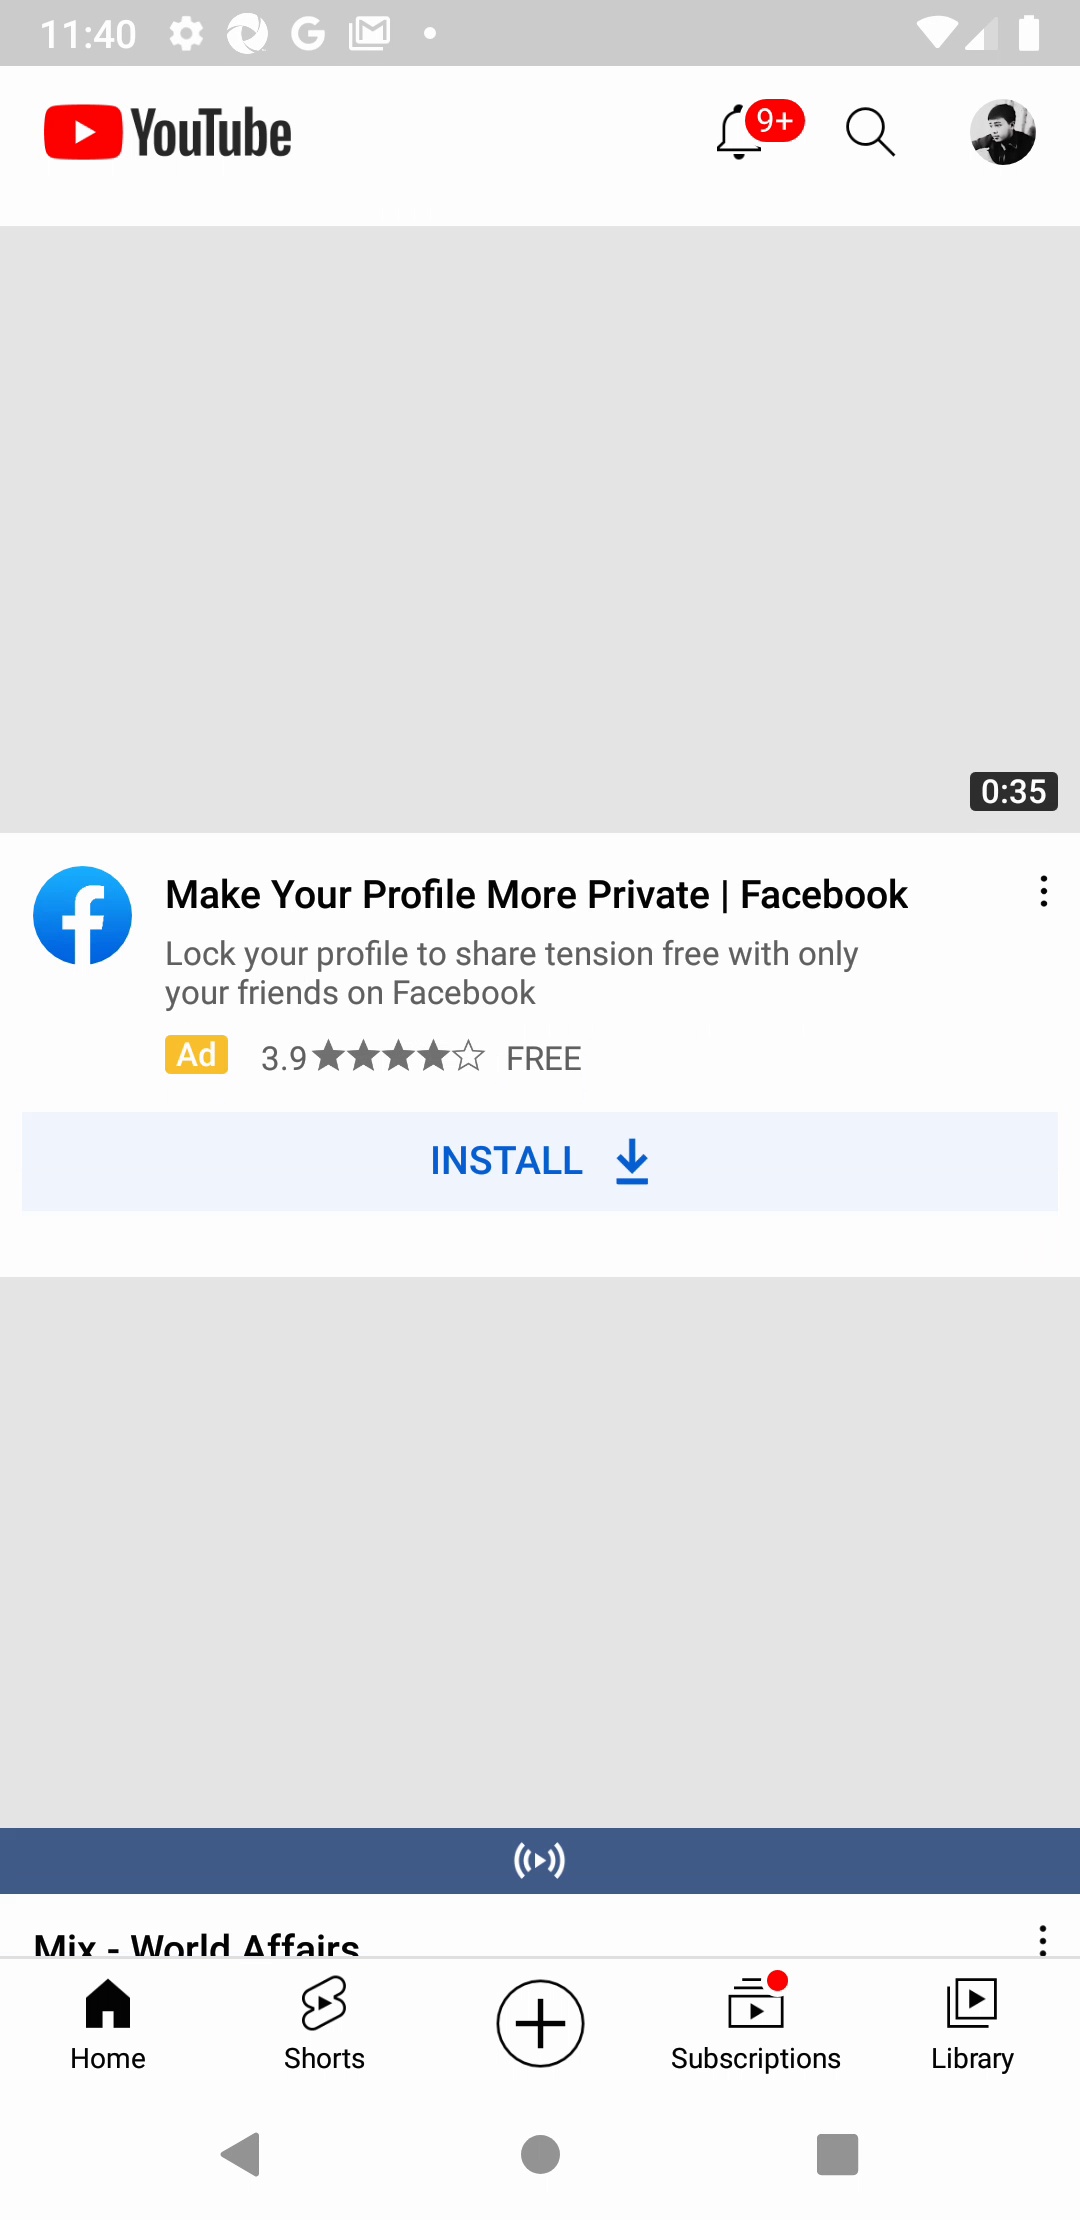 11:40
YouTube
9+
0:35
Make Your Profile More Private | Facebook
Lock your profile to share tension free with only
your friends on Facebook
Ad 3.9 FREE
INSTALL
Mix - World Affairs
Home Shorts Subscriptions Library